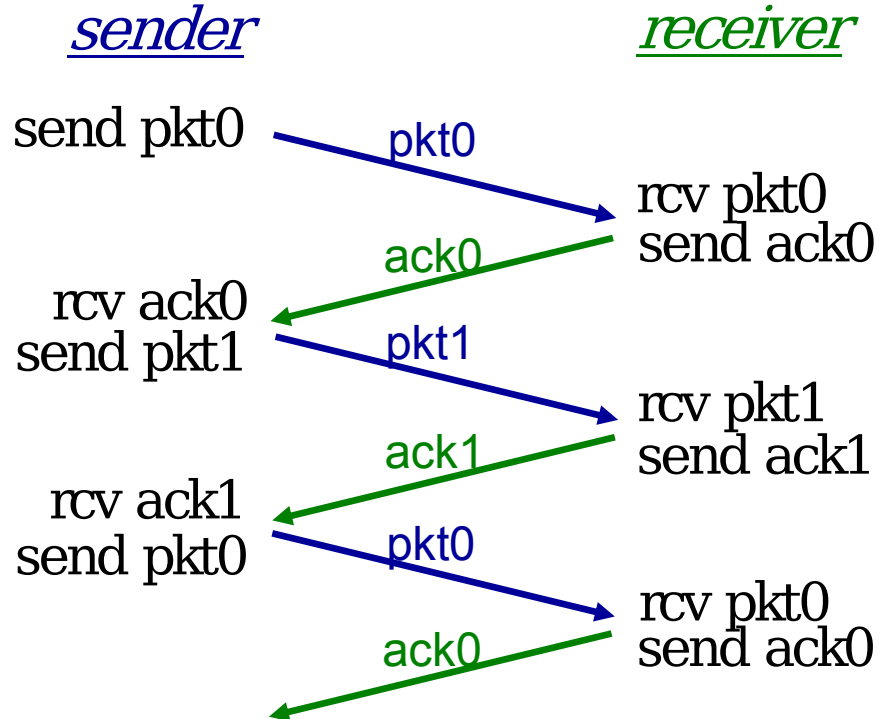 sender
receiver
send pkt0
pkt0
rcv pkt0
send ack0
ack0
rcv ack0
send pkt1
pkt1
rcv pkt1
send ack1
ack1
rcv ack1
send pkt0
pkt0
rcv pkt0
send ack0
ack0